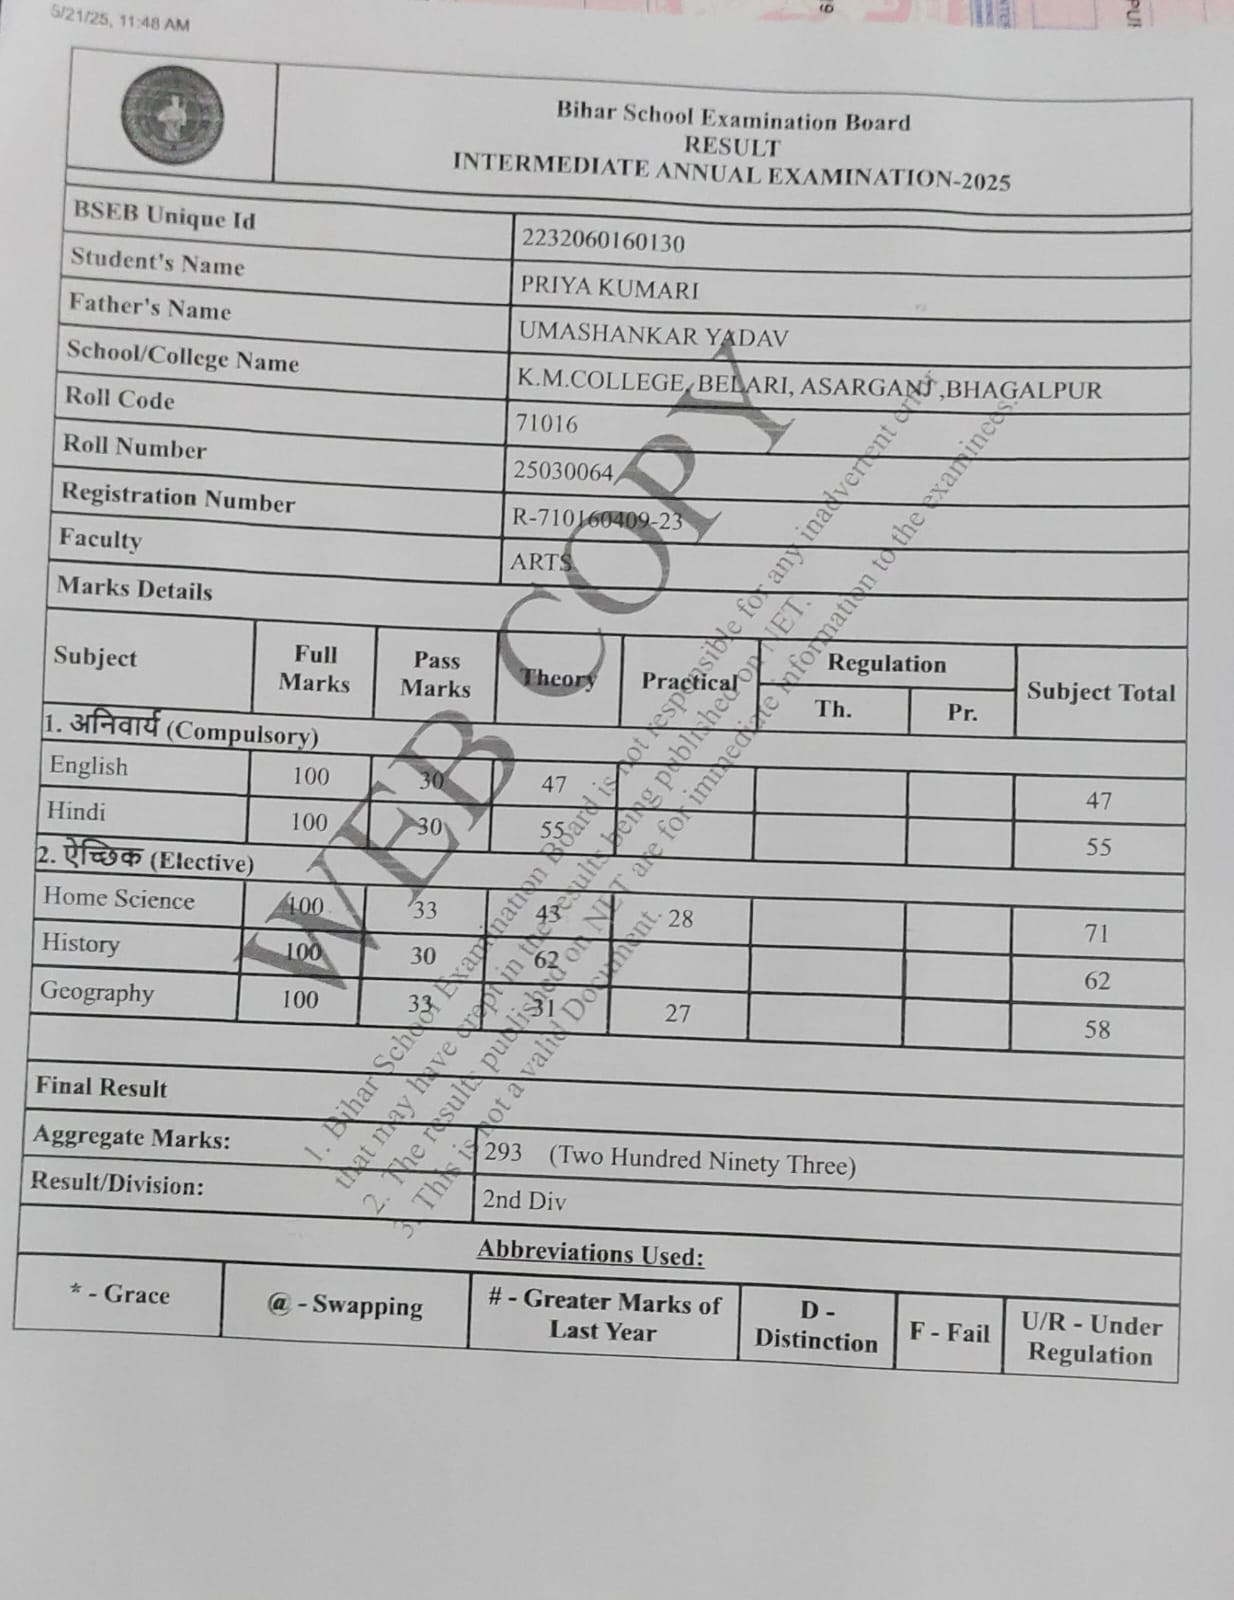 5/21/25, 11:48 AM
Bihar School Examination Board
RESULT
INTERMEDIATE ANNUAL EXAMINATION-2025
BSEB Unique Id 2232060160130
Student's Name PRIYA KUMARI
Father's Name UMASHANKAR YADAV
School/College Name K.M.COLLEGE, BELARI, ASARGANJ ,BHAGALPUR
Roll Code 71016
Roll Number 25030064
Registration Number R-710160409-23
Faculty ARTS
Marks Details
Subject Full Marks Pass Marks Theory Practical Regulation Th. Pr. Subject Total
1. अनिवार्य (Compulsory)
English 100 30 47 47
Hindi 100 30 55 55
2. ऐच्छिक (Elective)
Home Science 100 33 43 28 71
History 100 30 62 62
Geography 100 33 31 27 58
Final Result
Aggregate Marks: 293 (Two Hundred Ninety Three)
Result/Division: 2nd Div
Abbreviations Used:
* - Grace @ - Swapping # - Greater Marks of Last Year D - Distinction F - Fail U/R - Under Regulation
WEB COPY
1. Bihar School Examination Board is not responsible for any inadvertent error
that may have crept in the results being published on NET.
2. The results published on NET are for immediate information to the examinees.
3. This is not a valid Document.